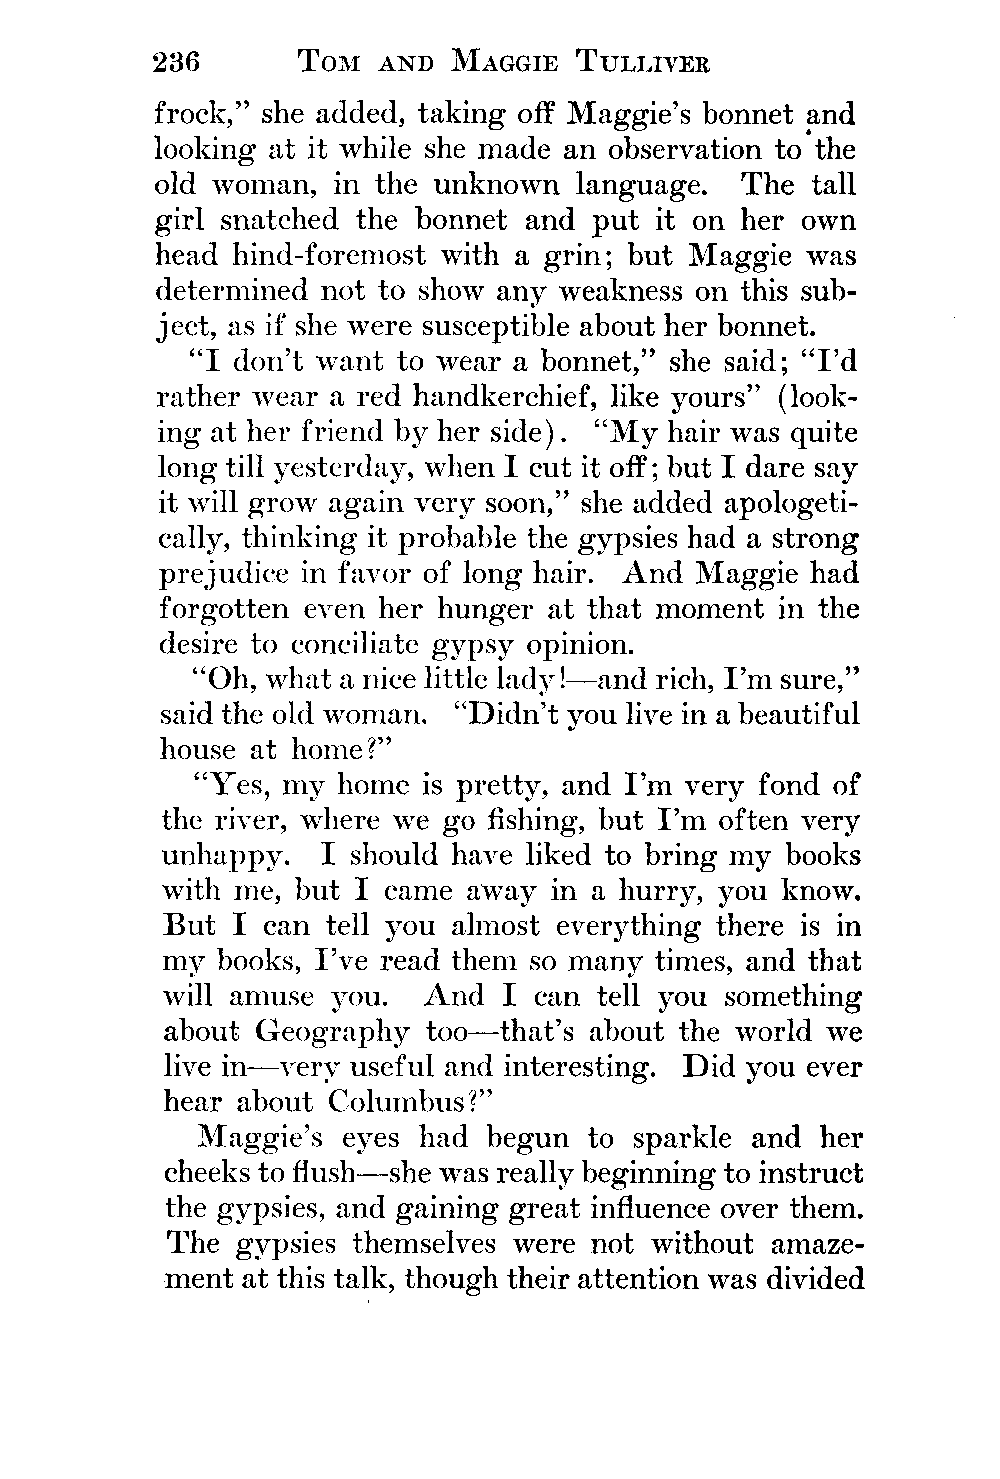 236 TOM AND MAGGIE TULLIVER
frock,” she added, taking off Maggie’s bonnet and
looking at it while she made an observation to the
old woman, in the unknown language. The tall
girl snatched the bonnet and put it on her own
head hind-foremost with a grin; but Maggie was
determined not to show any weakness on this sub-
ject, as if she were susceptible about her bonnet.
“I don’t want to wear a bonnet,” she said; “I’d
rather wear a red handkerchief, like yours” (look-
ing at her friend by her side). “My hair was quite
long till yesterday, when I cut it off; but I dare say
it will grow again very soon,” she added apologeti-
cally, thinking it probable the gypsies had a strong
prejudice in favor of long hair. And Maggie had
forgotten even her hunger at that moment in the
desire to conciliate gypsy opinion.
“Oh, what a nice little lady!—and rich, I’m sure,”
said the old woman. “Didn’t you live in a beautiful
house at home?”
“Yes, my home is pretty, and I’m very fond of
the river, where we go fishing, but I’m often very
unhappy. I should have liked to bring my books
with me, but I came away in a hurry, you know.
But I can tell you almost everything there is in
my books, I’ve read them so many times, and that
will amuse you. And I can tell you something
about Geography too—that’s about the world we
live in—very useful and interesting. Did you ever
hear about Columbus?”
Maggie’s eyes had begun to sparkle and her
cheeks to flush—she was really beginning to instruct
the gypsies, and gaining great influence over them.
The gypsies themselves were not without amaze-
ment at this talk, though their attention was divided